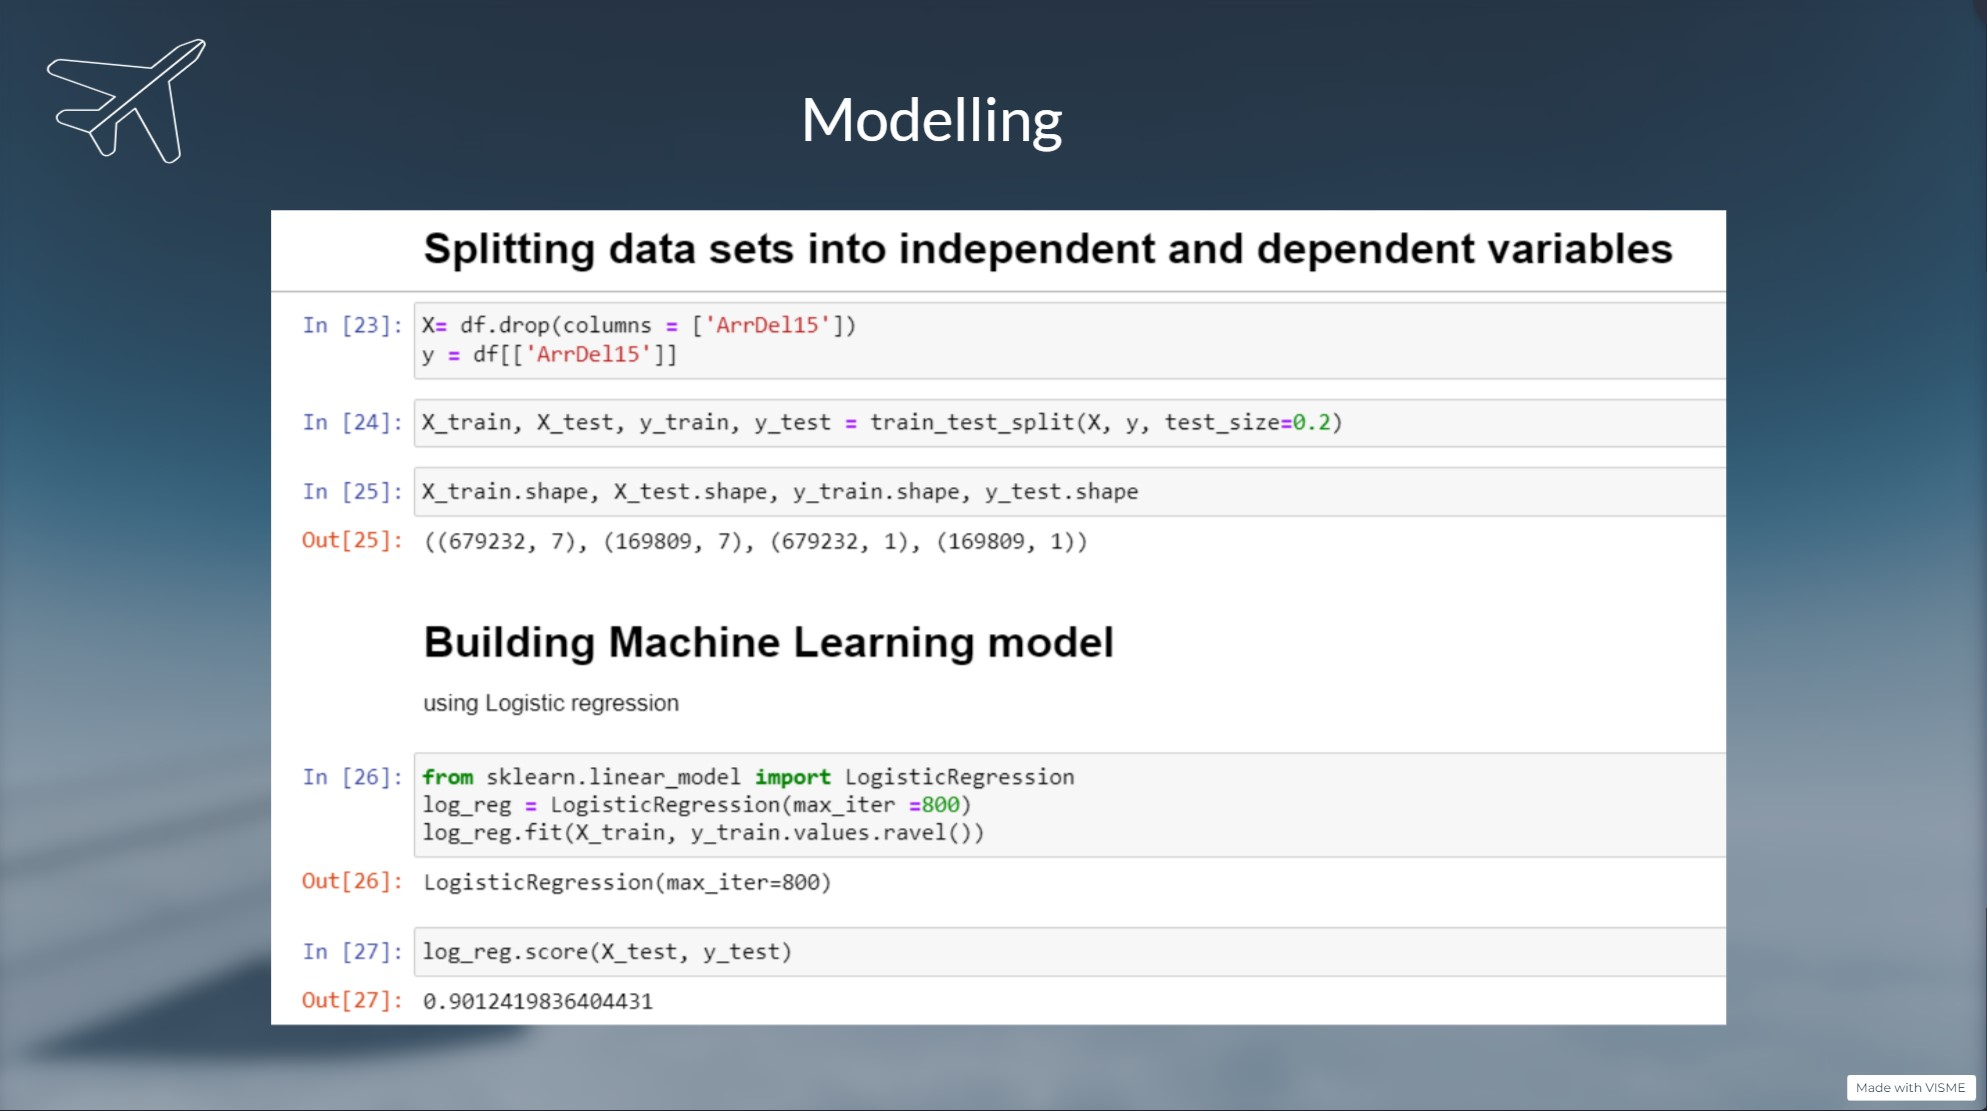 Modelling
Splitting data sets into independent and dependent variables
In [23]: X= df.drop(columns = ['ArrDel15'])
y = df[['ArrDel15']]
In [24]: X_train, X_test, y_train, y_test = train_test_split(X, y, test_size=0.2)
In [25]: X_train.shape, X_test.shape, y_train.shape, y_test.shape
Out[25]: ((679232, 7), (169809, 7), (679232, 1), (169809, 1))
Building Machine Learning model
using Logistic regression
In [26]: from sklearn.linear_model import LogisticRegression
log_reg = LogisticRegression(max_iter =800)
log_reg.fit(X_train, y_train.values.ravel())
Out[26]: LogisticRegression(max_iter=800)
In [27]: log_reg.score(X_test, y_test)
Out[27]: 0.9012419836404431
Made with VISME